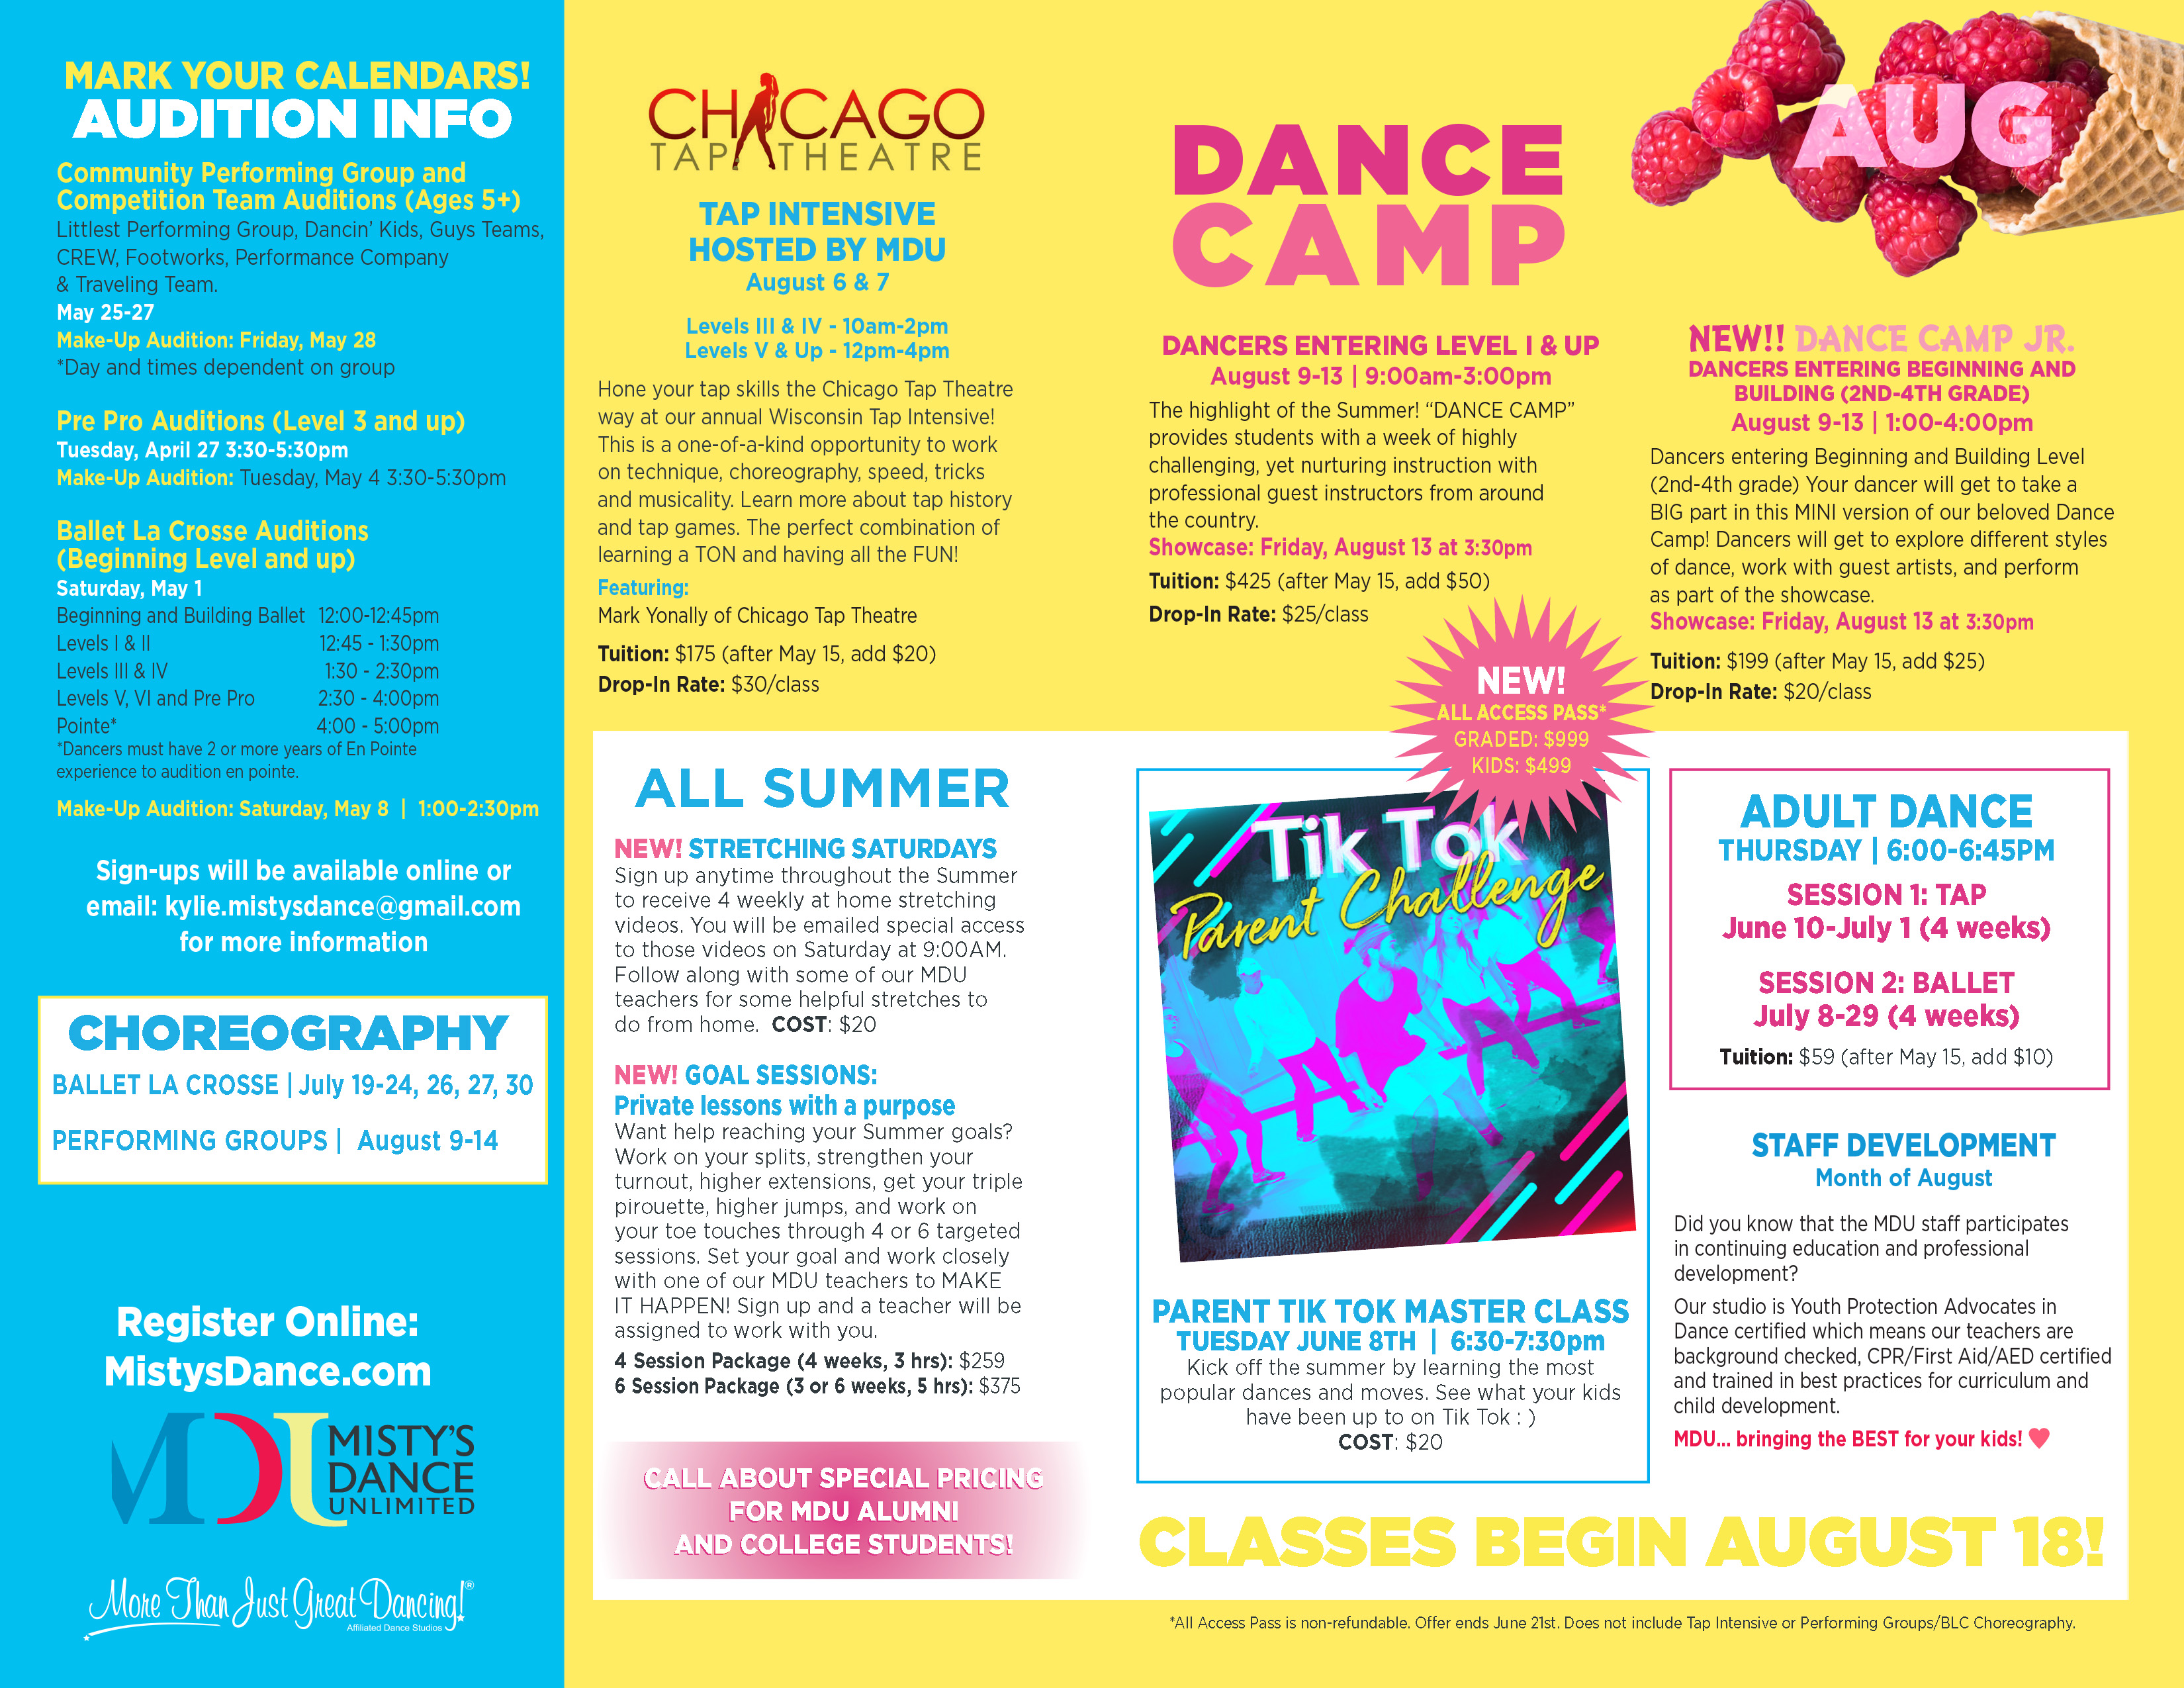 MARK YOUR CALENDARS!
AUDITION INFO
Community Performing Group and
Competition Team Auditions (Ages 5+)
Littlest Performing Group, Dancin' Kids, Guys Teams,
CREW, Footworks, Performance Company
& Traveling Team.
May 25-27
Make-Up Audition: Friday, May 28
*Day and times dependent on group
Pre Pro Auditions (Level 3 and up)
Tuesday, April 27 3:30-5:30pm
Make-Up Audition: Tuesday, May 4 3:30-5:30pm
Ballet La Crosse Auditions
(Beginning Level and up)
Saturday, May 1
Beginning and Building Ballet 12:00-12:45pm
Levels I & II 12:45 - 1:30pm
Levels III & IV 1:30 - 2:30pm
Levels V, VI and Pre Pro 2:30 - 4:00pm
Pointe* 4:00 - 5:00pm
*Dancers must have 2 or more years of En Pointe
experience to audition en pointe.
Make-Up Audition: Saturday, May 8 | 1:00-2:30pm
Sign-ups will be available online or
email: kylie.mistysdance@gmail.com
for more information
CHOREOGRAPHY
BALLET LA CROSSE | July 19-24, 26, 27, 30
PERFORMING GROUPS | August 9-14
Register Online:
MistysDance.com
MDU
MISTY'S
DANCE
UNLIMITED
More Than Just Great Dancing!®
Affiliated Dance Studios
CHICAGO
TAP THEATRE
TAP INTENSIVE
HOSTED BY MDU
August 6 & 7
Levels III & IV - 10am-2pm
Levels V & Up - 12pm-4pm
Hone your tap skills the Chicago Tap Theatre
way at our annual Wisconsin Tap Intensive!
This is a one-of-a-kind opportunity to work
on technique, choreography, speed, tricks
and musicality. Learn more about tap history
and tap games. The perfect combination of
learning a TON and having all the FUN!
Featuring:
Mark Yonally of Chicago Tap Theatre
Tuition: $175 (after May 15, add $20)
Drop-In Rate: $30/class
DANCE
CAMP
DANCERS ENTERING LEVEL I & UP
August 9-13 | 9:00am-3:00pm
The highlight of the Summer! “DANCE CAMP”
provides students with a week of highly
challenging, yet nurturing instruction with
professional guest instructors from around
the country.
Showcase: Friday, August 13 at 3:30pm
Tuition: $425 (after May 15, add $50)
Drop-In Rate: $25/class
AUG
NEW!! DANCE CAMP JR.
DANCERS ENTERING BEGINNING AND
BUILDING (2ND-4TH GRADE)
August 9-13 | 1:00-4:00pm
Dancers entering Beginning and Building Level
(2nd-4th grade) Your dancer will get to take a
BIG part in this MINI version of our beloved Dance
Camp! Dancers will get to explore different styles
of dance, work with guest artists, and perform
as part of the showcase.
Showcase: Friday, August 13 at 3:30pm
Tuition: $199 (after May 15, add $25)
Drop-In Rate: $20/class
NEW!
ALL ACCESS PASS*
GRADED: $999
KIDS: $499
ALL SUMMER
NEW! STRETCHING SATURDAYS
Sign up anytime throughout the Summer
to receive 4 weekly at home stretching
videos. You will be emailed special access
to those videos on Saturday at 9:00AM.
Follow along with some of our MDU
teachers for some helpful stretches to
do from home. COST: $20
NEW! GOAL SESSIONS:
Private lessons with a purpose
Want help reaching your Summer goals?
Work on your splits, strengthen your
turnout, higher extensions, get your triple
pirouette, higher jumps, and work on
your toe touches through 4 or 6 targeted
sessions. Set your goal and work closely
with one of our MDU teachers to MAKE
IT HAPPEN! Sign up and a teacher will be
assigned to work with you.
4 Session Package (4 weeks, 3 hrs): $259
6 Session Package (3 or 6 weeks, 5 hrs): $375
CALL ABOUT SPECIAL PRICING
FOR MDU ALUMNI
AND COLLEGE STUDENTS!
Tik Tok
Parent Challenge
PARENT TIK TOK MASTER CLASS
TUESDAY JUNE 8TH | 6:30-7:30pm
Kick off the summer by learning the most
popular dances and moves. See what your kids
have been up to on Tik Tok : )
COST: $20
ADULT DANCE
THURSDAY | 6:00-6:45PM
SESSION 1: TAP
June 10-July 1 (4 weeks)
SESSION 2: BALLET
July 8-29 (4 weeks)
Tuition: $59 (after May 15, add $10)
STAFF DEVELOPMENT
Month of August
Did you know that the MDU staff participates
in continuing education and professional
development?
Our studio is Youth Protection Advocates in
Dance certified which means our teachers are
background checked, CPR/First Aid/AED certified
and trained in best practices for curriculum and
child development.
MDU... bringing the BEST for your kids!
CLASSES BEGIN AUGUST 18!
*All Access Pass is non-refundable. Offer ends June 21st. Does not include Tap Intensive or Performing Groups/BLC Choreography.